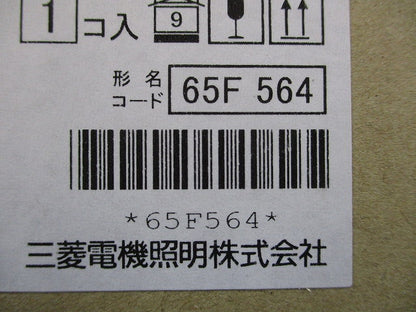 1 コ入 9
形名
コード 65F 564
*65F564*
三菱電機照明株式会社